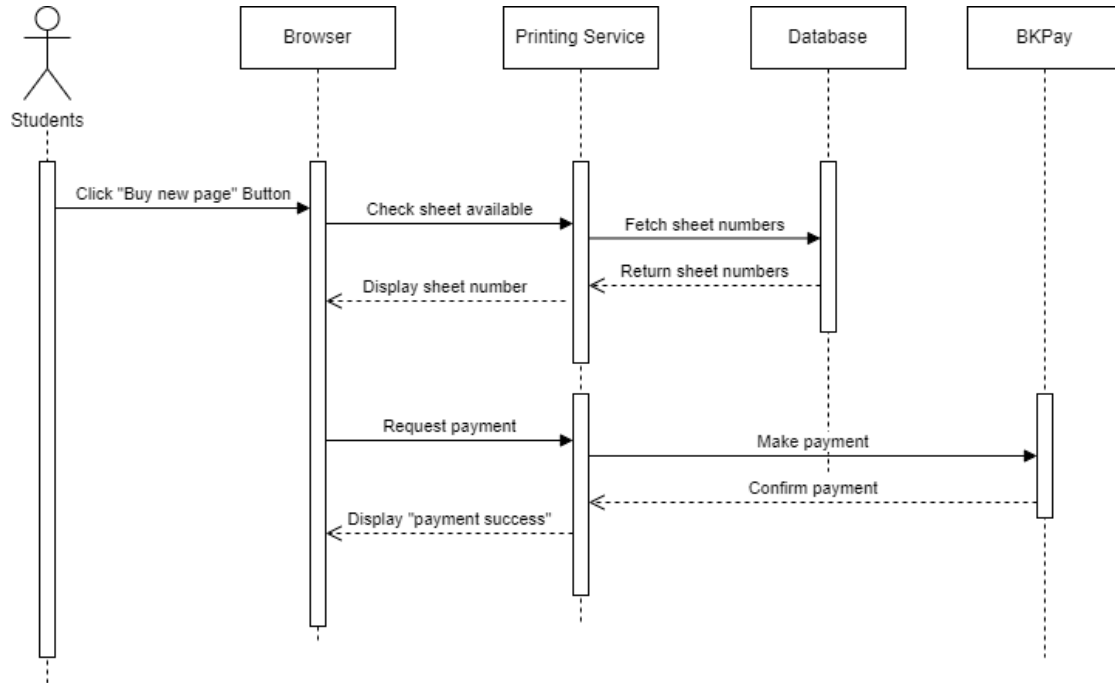 Browser
Printing Service
Database
BKPay
Students
Click "Buy new page" Button
Check sheet available
Fetch sheet numbers
Return sheet numbers
Display sheet number
Request payment
Make payment
Confirm payment
Display "payment success"